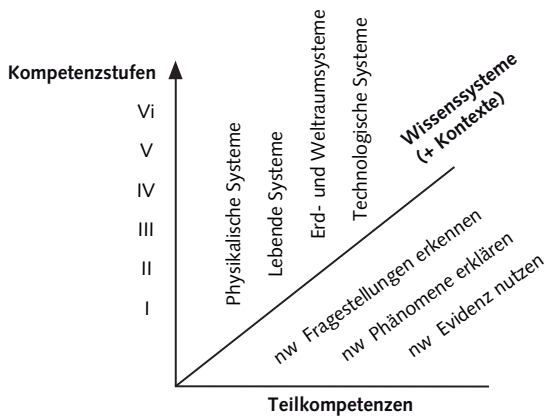 Kompetenzstufen
Vi
V
IV
III
II
I
Physikalische Systeme
Lebende Systeme
Erd- und Weltraumsysteme
Technologische Systeme
Wissenssysteme
(+ Kontexte)
nw Fragestellungen erkennen
nw Phänomene erklären
nw Evidenz nutzen
Teilkompetenzen